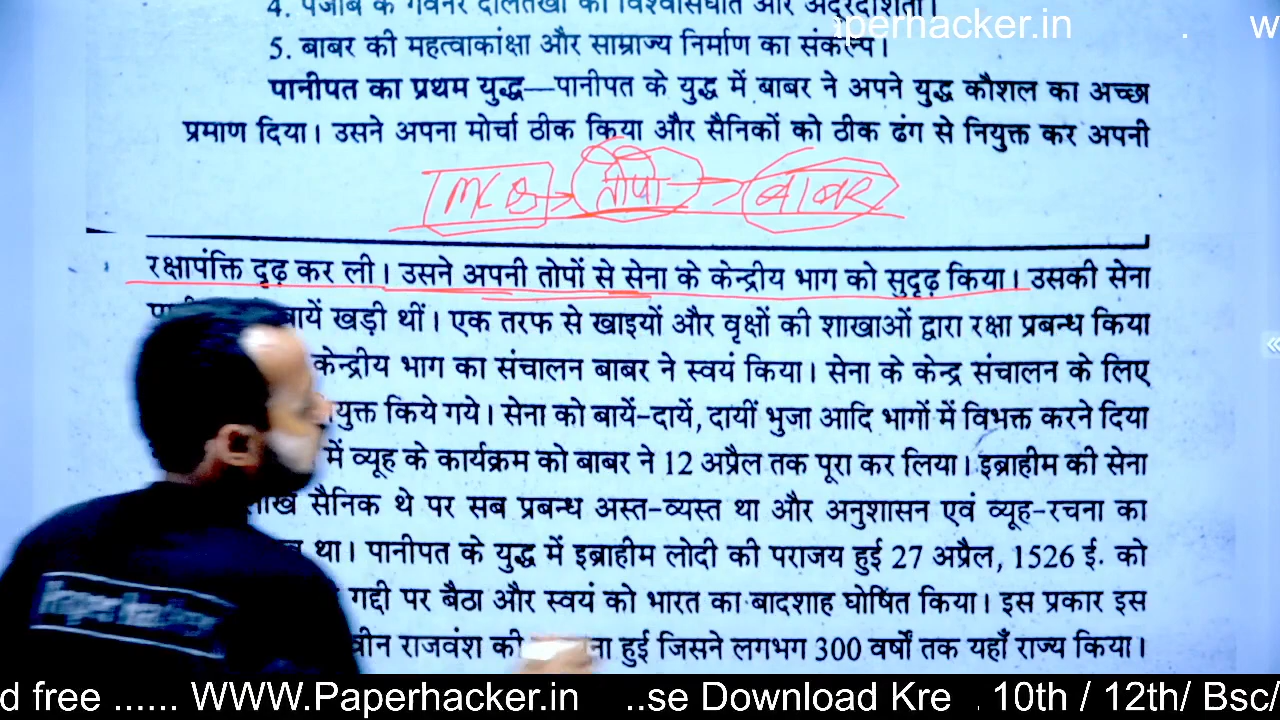 4. पंजाब के गवर्नर दौलतखाँ का विश्वासघात और अदूरदर्शिता।
paperhacker.in . w
5. बाबर की महत्वाकांक्षा और साम्राज्य निर्माण का संकल्प।
पानीपत का प्रथम युद्ध—पानीपत के युद्ध में बाबर ने अपने युद्ध कौशल का अच्छा
प्रमाण दिया। उसने अपना मोर्चा ठीक किया और सैनिकों को ठीक ढंग से नियुक्त कर अपनी
तोपो बाबर
रक्षापंक्ति दृढ़ कर ली। उसने अपनी तोपों से सेना के केन्द्रीय भाग को सुदृढ़ किया। उसकी सेना
बायें खड़ी थीं। एक तरफ से खाइयों और वृक्षों की शाखाओं द्वारा रक्षा प्रबन्ध किया
केन्द्रीय भाग का संचालन बाबर ने स्वयं किया। सेना के केन्द्र संचालन के लिए
किये गये। सेना को बायें-दायें, दायीं भुजा आदि भागों में विभक्त करने दिया
में व्यूह के कार्यक्रम को बाबर ने 12 अप्रैल तक पूरा कर लिया। इब्राहीम की सेना
सैनिक थे पर सब प्रबन्ध अस्त-व्यस्त था और अनुशासन एवं व्यूह-रचना का
था। पानीपत के युद्ध में इब्राहीम लोदी की पराजय हुई 27 अप्रैल, 1526 ई. को
गद्दी पर बैठा और स्वयं को भारत का बादशाह घोषित किया। इस प्रकार इस
राजवंश की हुई जिसने लगभग 300 वर्षों तक यहाँ राज्य किया।
d free ...... WWW.Paperhacker.in ..se Download Kre . 10th / 12th/ Bsc/